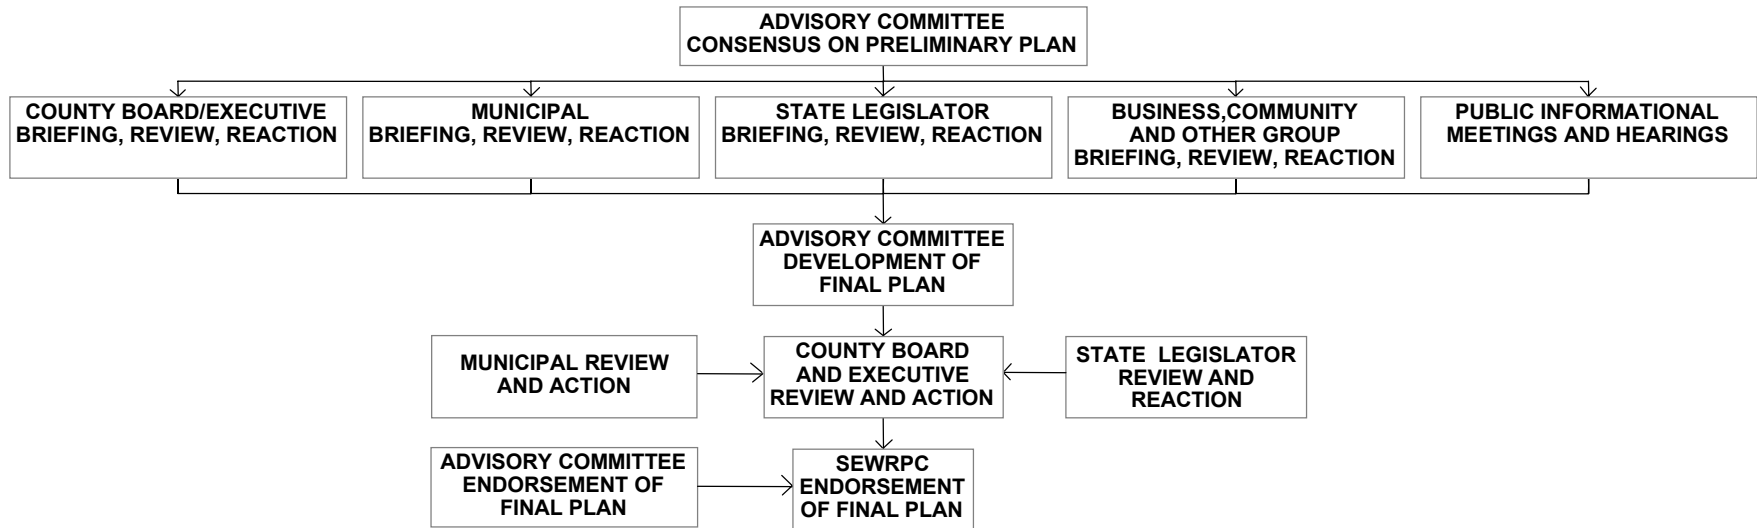 ADVISORY COMMITTEE
CONSENSUS ON PRELIMINARY PLAN
COUNTY BOARD/EXECUTIVE
BRIEFING, REVIEW, REACTION
MUNICIPAL
BRIEFING, REVIEW, REACTION
STATE LEGISLATOR
BRIEFING, REVIEW, REACTION
BUSINESS,COMMUNITY
AND OTHER GROUP
BRIEFING, REVIEW, REACTION
PUBLIC INFORMATIONAL
MEETINGS AND HEARINGS
ADVISORY COMMITTEE
DEVELOPMENT OF
FINAL PLAN
MUNICIPAL REVIEW
AND ACTION
COUNTY BOARD
AND EXECUTIVE
REVIEW AND ACTION
STATE LEGISLATOR
REVIEW AND
REACTION
ADVISORY COMMITTEE
ENDORSEMENT OF
FINAL PLAN
SEWRPC
ENDORSEMENT
OF FINAL PLAN